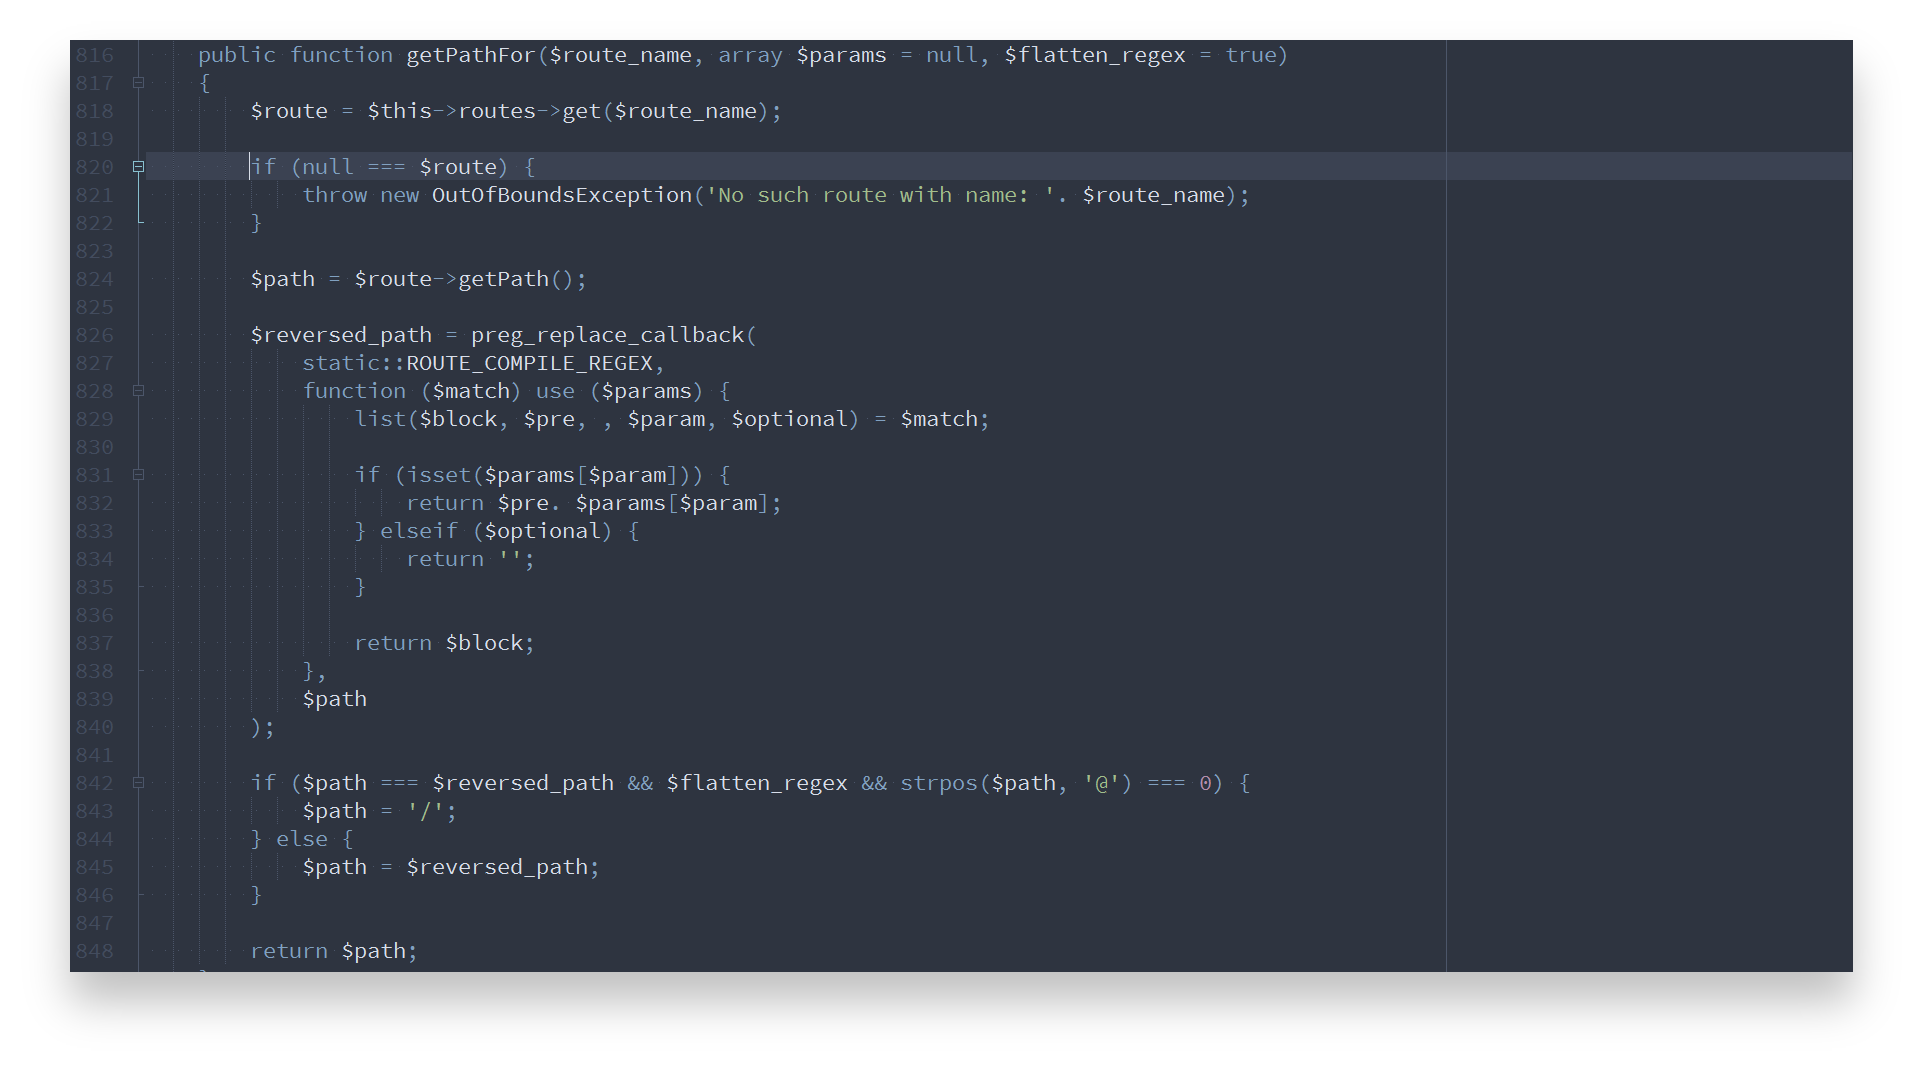 816 public function getPathFor($route_name, array $params = null, $flatten_regex = true)
817 {
818 $route = $this->routes->get($route_name);
819
820 if (null === $route) {
821 throw new OutOfBoundsException('No such route with name: '. $route_name);
822 }
823
824 $path = $route->getPath();
825
826 $reversed_path = preg_replace_callback(
827 static::ROUTE_COMPILE_REGEX,
828 function ($match) use ($params) {
829 list($block, $pre, , $param, $optional) = $match;
830
831 if (isset($params[$param])) {
832 return $pre. $params[$param];
833 } elseif ($optional) {
834 return '';
835 }
836
837 return $block;
838 },
839 $path
840 );
841
842 if ($path === $reversed_path && $flatten_regex && strpos($path, '@') === 0) {
843 $path = '/';
844 } else {
845 $path = $reversed_path;
846 }
847
848 return $path;